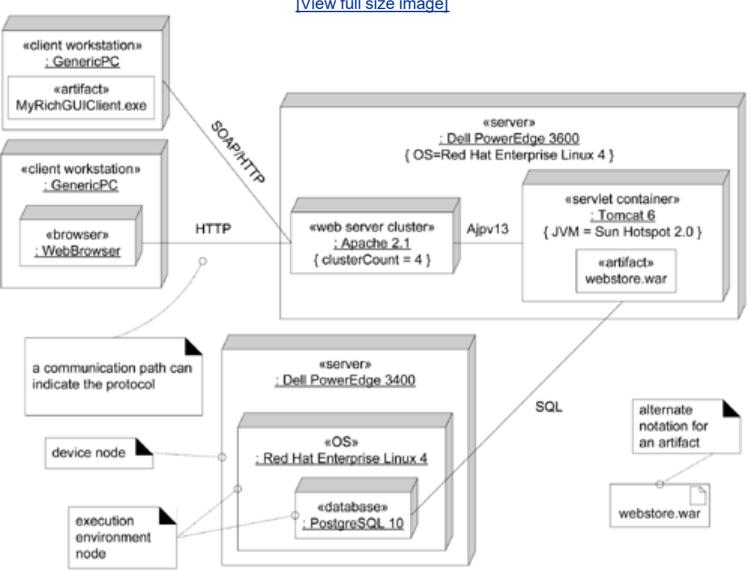 [View full size image]
«client workstation»
: GenericPC
«artifact»
MyRichGUIClient.exe
SOAP/HTTP
«client workstation»
: GenericPC
«browser»
: WebBrowser
HTTP
«server»
: Dell PowerEdge 3600
{ OS=Red Hat Enterprise Linux 4 }
«web server cluster»
: Apache 2.1
{ clusterCount = 4 }
Ajpv13
«servlet container»
: Tomcat 6
{ JVM = Sun Hotspot 2.0 }
«artifact»
webstore.war
a communication path can
indicate the protocol
«server»
: Dell PowerEdge 3400
«OS»
: Red Hat Enterprise Linux 4
«database»
: PostgreSQL 10
SQL
device node
execution
environment
node
alternate
notation for
an artifact
webstore.war